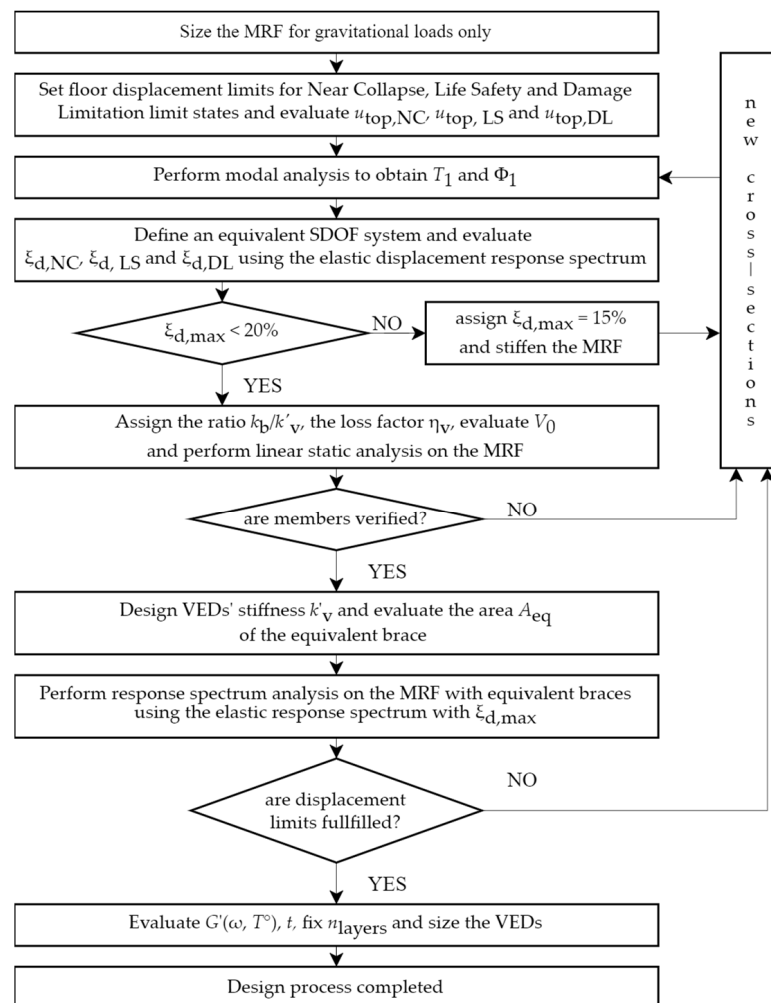 Size the MRF for gravitational loads only
Set floor displacement limits for Near Collapse, Life Safety and Damage
Limitation limit states and evaluate u_top,NC, u_top, LS and u_top,DL
Perform modal analysis to obtain T_1 and Φ_1
Define an equivalent SDOF system and evaluate
ξ_d,NC, ξ_d, LS and ξ_d,DL using the elastic displacement response spectrum
ξ_d,max < 20%
NO
assign ξ_d,max = 15%
and stiffen the MRF
YES
Assign the ratio k_b/k'_v, the loss factor η_v, evaluate V_0
and perform linear static analysis on the MRF
are members verified?
NO
YES
Design VEDs' stiffness k'_v and evaluate the area A_eq
of the equivalent brace
Perform response spectrum analysis on the MRF with equivalent braces
using the elastic response spectrum with ξ_d,max
are displacement
limits fullfilled?
NO
YES
Evaluate G'(ω, T°), t, fix n_layers and size the VEDs
Design process completed
new cross-sections